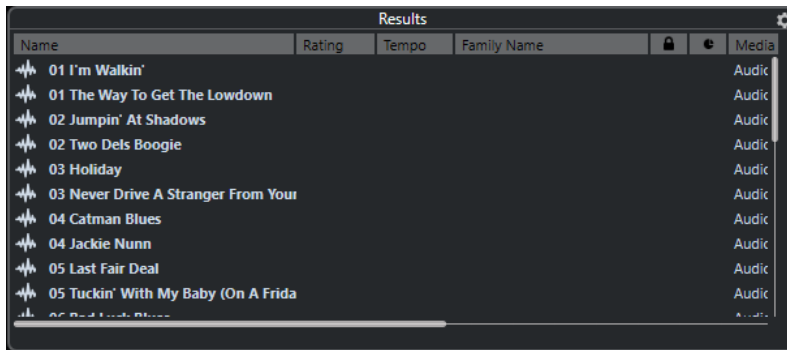 Results
Name Rating Tempo Family Name Media
01 I'm Walkin' Audic
01 The Way To Get The Lowdown Audic
02 Jumpin' At Shadows Audic
02 Two Dels Boogie Audic
03 Holiday Audic
03 Never Drive A Stranger From Your Audic
04 Catman Blues Audic
04 Jackie Nunn Audic
05 Last Fair Deal Audic
05 Tuckin' With My Baby (On A Frida Audic